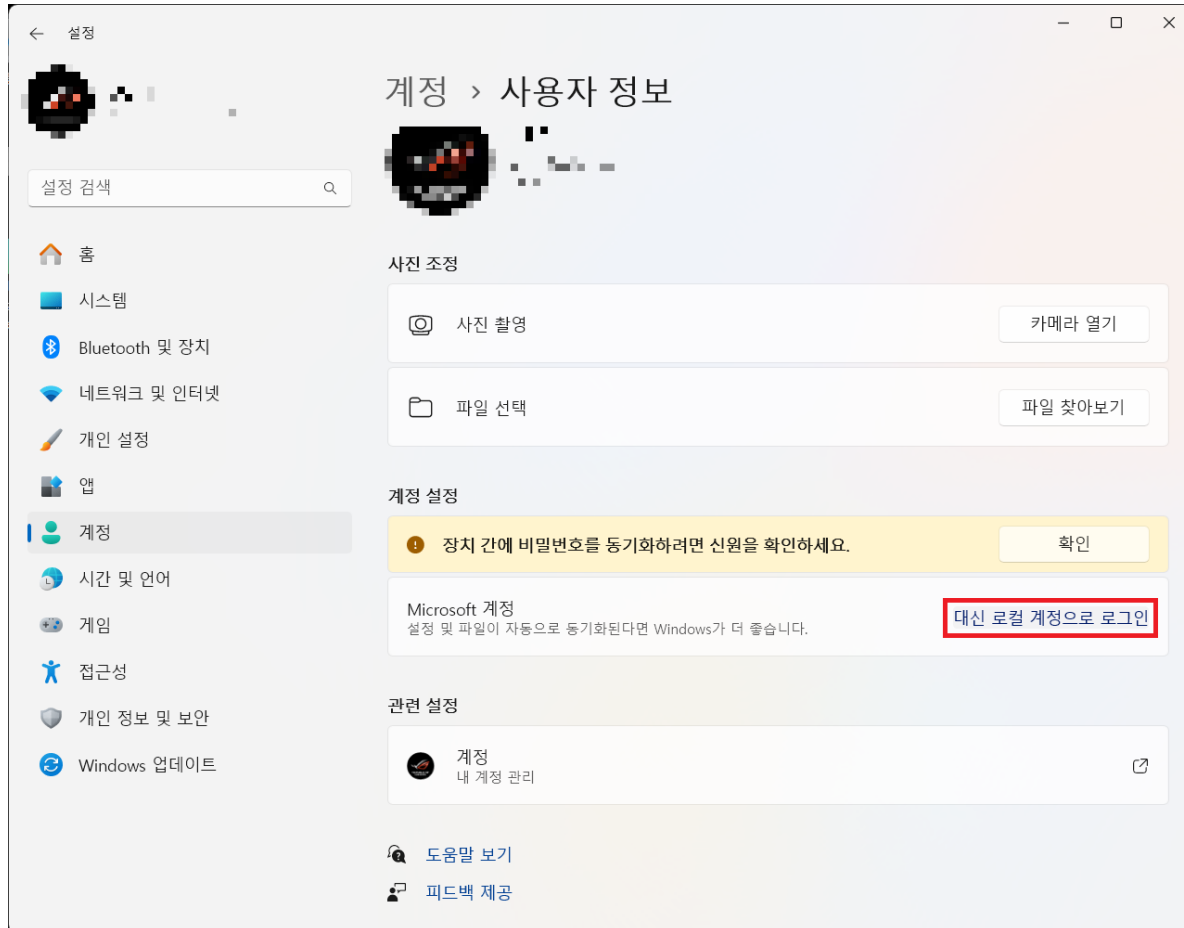 설정
계정 › 사용자 정보
설정 검색
홈
시스템
Bluetooth 및 장치
네트워크 및 인터넷
개인 설정
앱
계정
시간 및 언어
게임
접근성
개인 정보 및 보안
Windows 업데이트
사진 조정
사진 촬영
카메라 열기
파일 선택
파일 찾아보기
계정 설정
장치 간에 비밀번호를 동기화하려면 신원을 확인하세요.
확인
Microsoft 계정
설정 및 파일이 자동으로 동기화된다면 Windows가 더 좋습니다.
대신 로컬 계정으로 로그인
관련 설정
계정
내 계정 관리
도움말 보기
피드백 제공